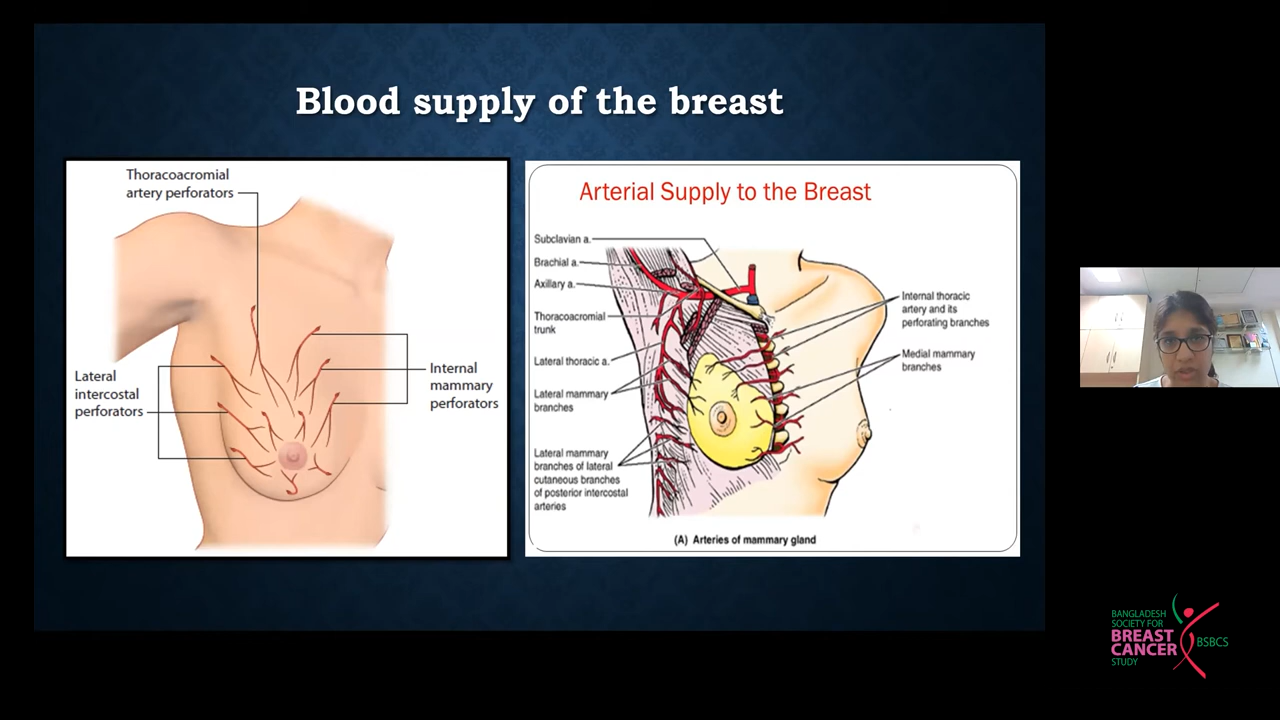 Blood supply of the breast
Thoracoacromial
artery perforators
Lateral
intercostal
perforators
Internal
mammary
perforators
Arterial Supply to the Breast
Subclavian a.
Brachial a.
Axillary a.
Thoracoacromial
trunk
Lateral thoracic a.
Lateral mammary
branches
Lateral mammary
branches of lateral
cutaneous branches
of posterior intercostal
arteries
Internal thoracic
artery and its
perforating branches
Medial mammary
branches
(A) Arteries of mammary gland
BANGLADESH
SOCIETY FOR
BREAST
CANCER
STUDY
BSBCS